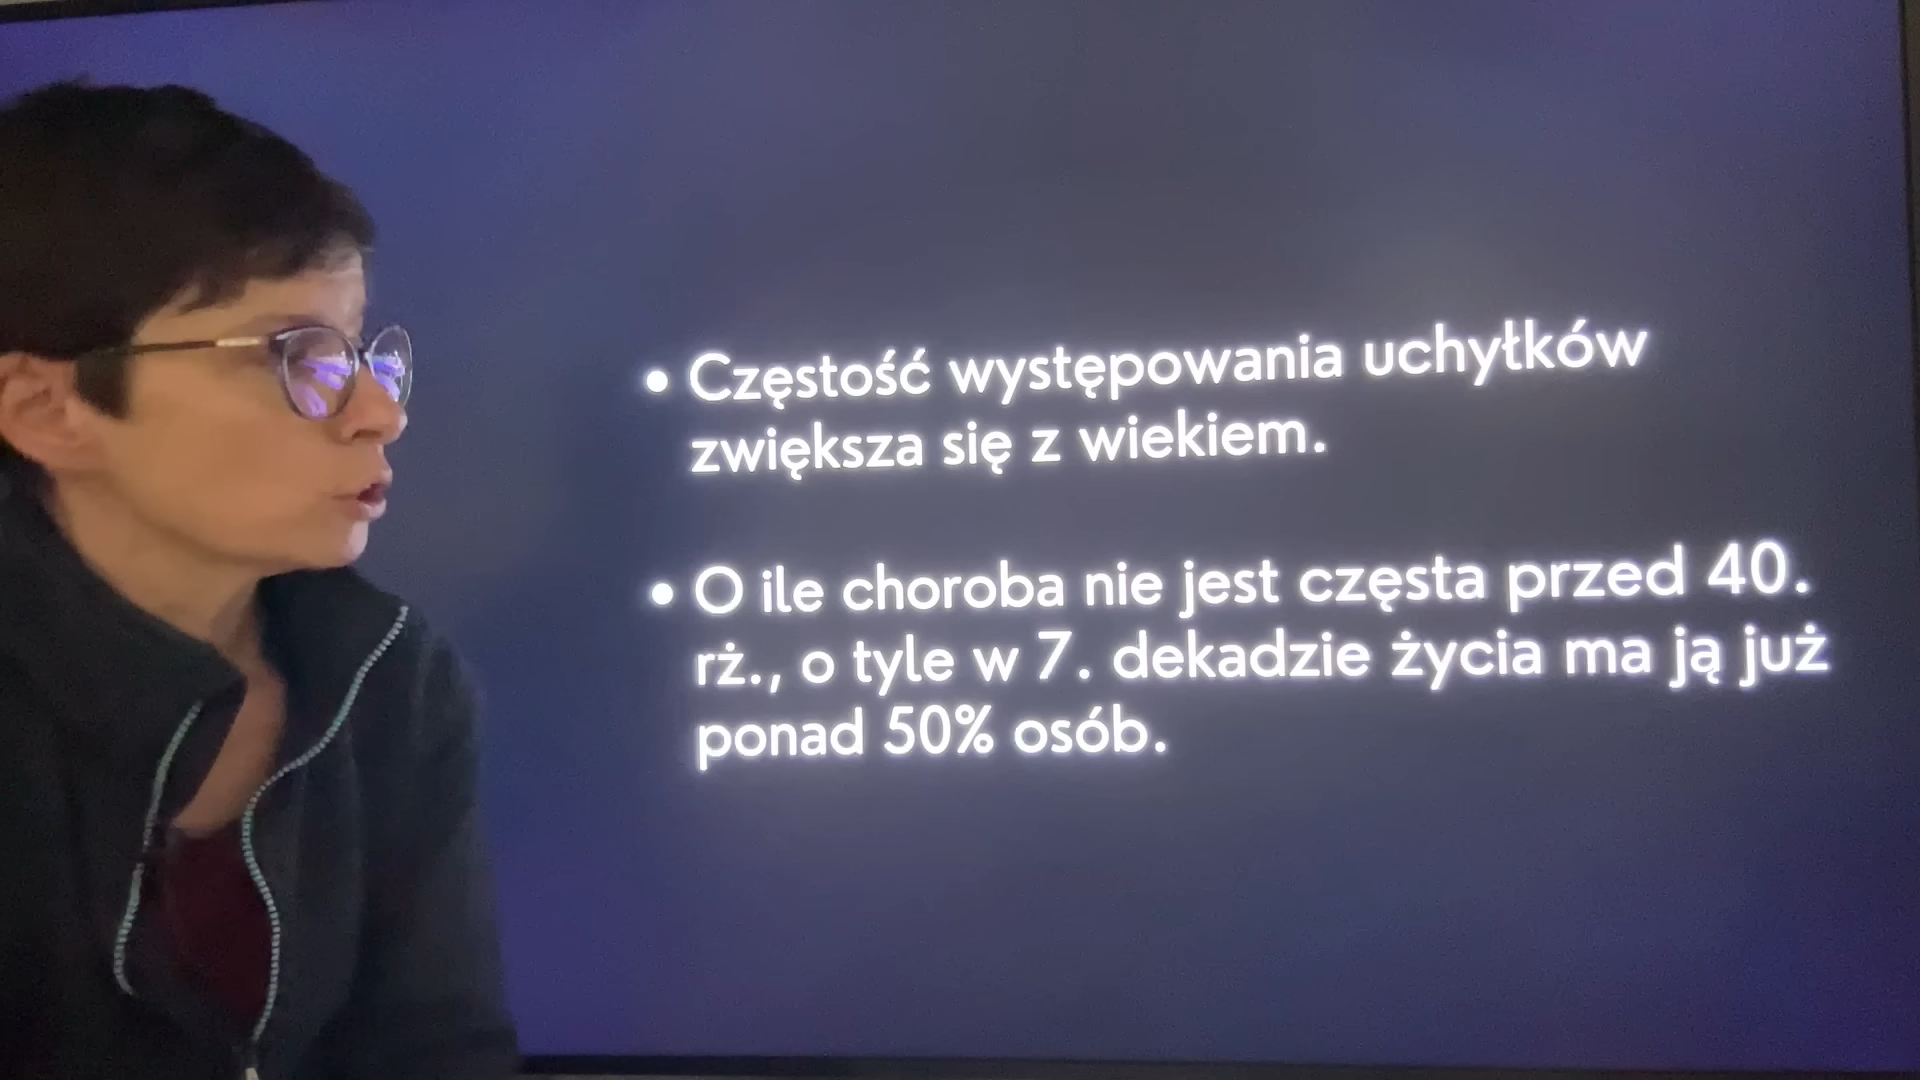 • Częstość występowania uchyłków
zwiększa się z wiekiem.
• O ile choroba nie jest częsta przed 40.
rż., o tyle w 7. dekadzie życia ma ją już
ponad 50% osób.